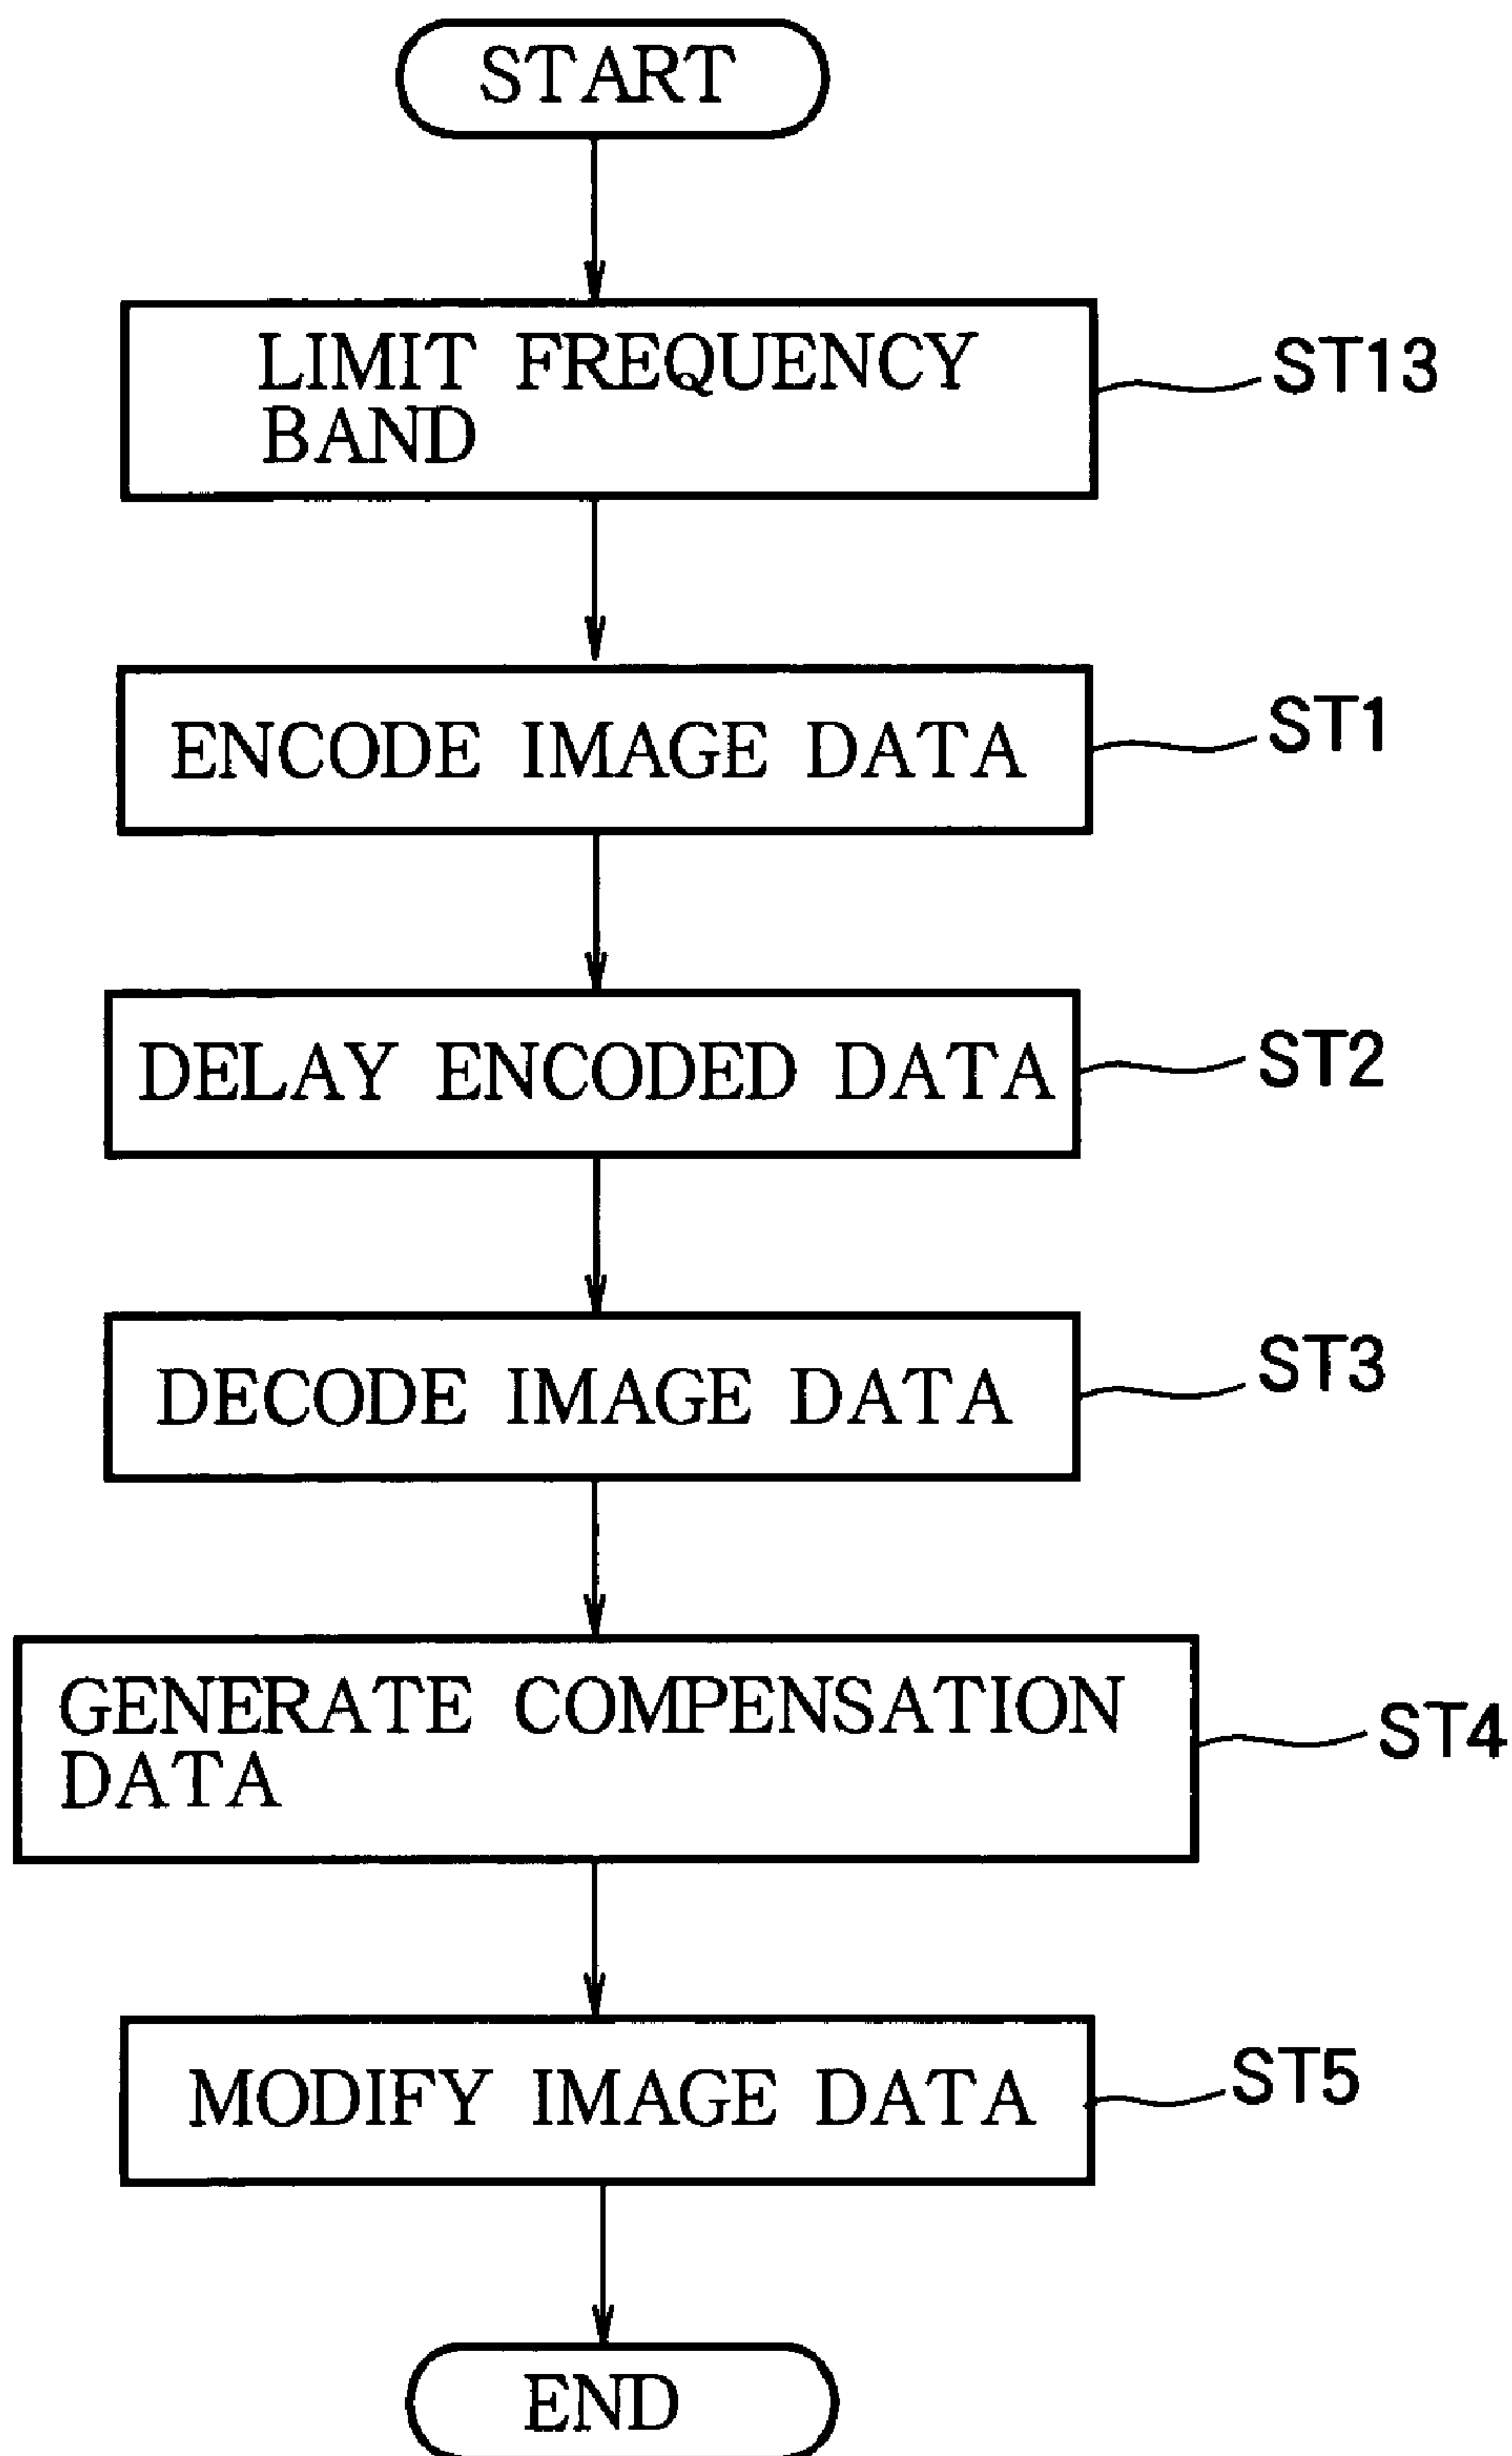 START
LIMIT FREQUENCY
BAND
ST13
ENCODE IMAGE DATA
ST1
DELAY ENCODED DATA
ST2
DECODE IMAGE DATA
ST3
GENERATE COMPENSATION
DATA
ST4
MODIFY IMAGE DATA
ST5
END